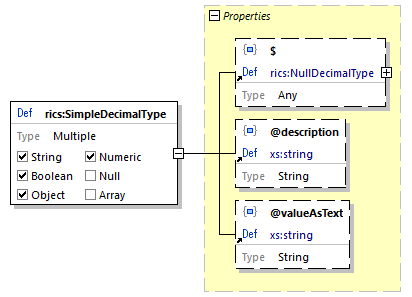 Properties
$
Def rics:NullDecimalType
Type Any
Def rics:SimpleDecimalType
Type Multiple
String Numeric
Boolean Null
Object Array
@description
Def xs:string
Type String
@valueAsText
Def xs:string
Type String